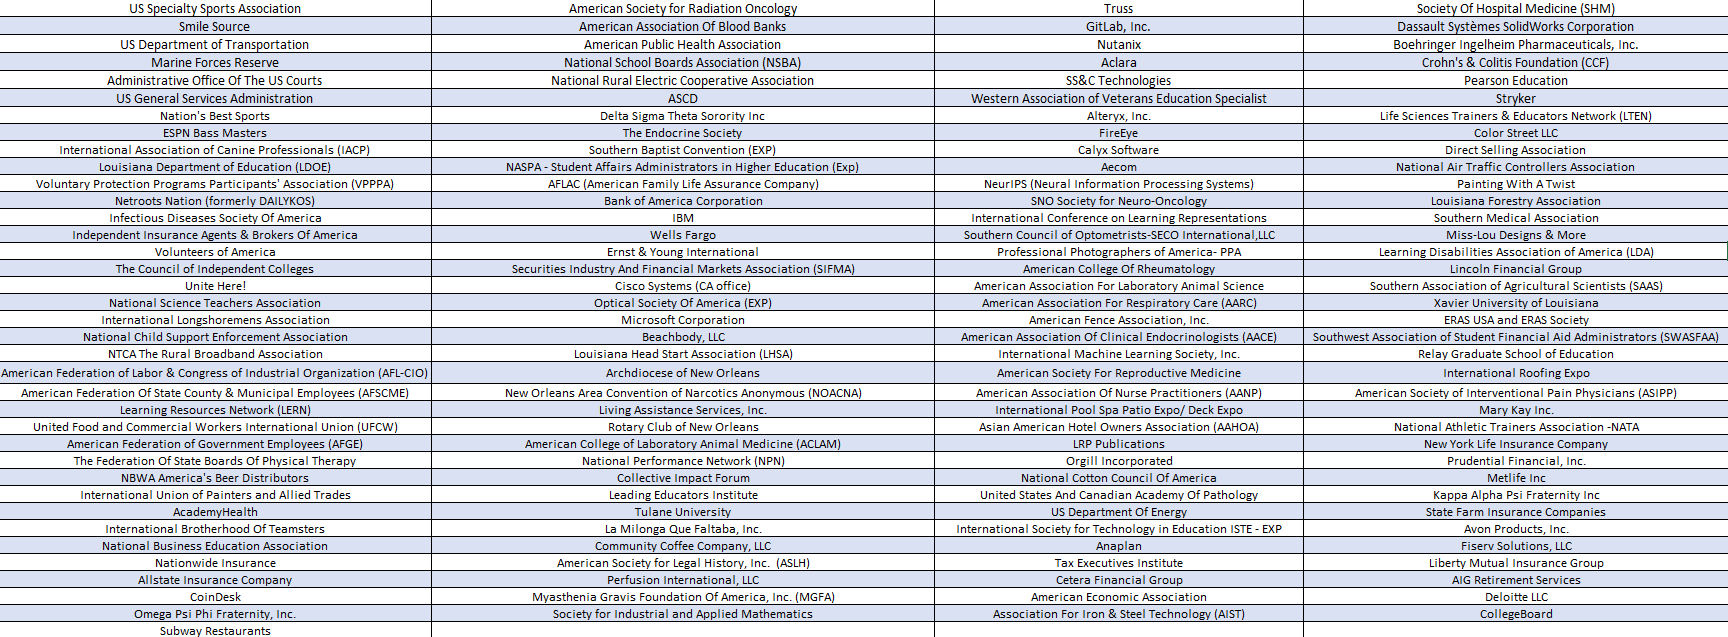 US Specialty Sports Association American Society for Radiation Oncology Truss Society Of Hospital Medicine (SHM)
Smile Source American Association Of Blood Banks GitLab, Inc. Dassault Systèmes SolidWorks Corporation
US Department of Transportation American Public Health Association Nutanix Boehringer Ingelheim Pharmaceuticals, Inc.
Marine Forces Reserve National School Boards Association (NSBA) Aclara Crohn's & Colitis Foundation (CCF)
Administrative Office Of The US Courts National Rural Electric Cooperative Association SS&C Technologies Pearson Education
US General Services Administration ASCD Western Association of Veterans Education Specialist Stryker
Nation's Best Sports Delta Sigma Theta Sorority Inc Alteryx, Inc. Life Sciences Trainers & Educators Network (LTEN)
ESPN Bass Masters The Endocrine Society FireEye Color Street LLC
International Association of Canine Professionals (IACP) Southern Baptist Convention (EXP) Calyx Software Direct Selling Association
Louisiana Department of Education (LDOE) NASPA - Student Affairs Administrators in Higher Education (Exp) Aecom National Air Traffic Controllers Association
Voluntary Protection Programs Participants' Association (VPPPA) AFLAC (American Family Life Assurance Company) NeurIPS (Neural Information Processing Systems) Painting With A Twist
Netroots Nation (formerly DAILYKOS) Bank of America Corporation SNO Society for Neuro-Oncology Louisiana Forestry Association
Infectious Diseases Society Of America IBM International Conference on Learning Representations Southern Medical Association
Independent Insurance Agents & Brokers Of America Wells Fargo Southern Council of Optometrists-SECO International,LLC Miss-Lou Designs & More
Volunteers of America Ernst & Young International Professional Photographers of America- PPA Learning Disabilities Association of America (LDA)
The Council of Independent Colleges Securities Industry And Financial Markets Association (SIFMA) American College Of Rheumatology Lincoln Financial Group
Unite Here! Cisco Systems (CA office) American Association For Laboratory Animal Science Southern Association of Agricultural Scientists (SAAS)
National Science Teachers Association Optical Society Of America (EXP) American Association For Respiratory Care (AARC) Xavier University of Louisiana
International Longshoremens Association Microsoft Corporation American Fence Association, Inc. ERAS USA and ERAS Society
National Child Support Enforcement Association Beachbody, LLC American Association Of Clinical Endocrinologists (AACE) Southwest Association of Student Financial Aid Administrators (SWASFAA)
NTCA The Rural Broadband Association Louisiana Head Start Association (LHSA) International Machine Learning Society, Inc. Relay Graduate School of Education
American Federation of Labor & Congress of Industrial Organization (AFL-CIO) Archdiocese of New Orleans American Society For Reproductive Medicine International Roofing Expo
American Federation Of State County & Municipal Employees (AFSCME) New Orleans Area Convention of Narcotics Anonymous (NOACNA) American Association Of Nurse Practitioners (AANP) American Society of Interventional Pain Physicians (ASIPP)
Learning Resources Network (LERN) Living Assistance Services, Inc. International Pool Spa Patio Expo/ Deck Expo Mary Kay Inc.
United Food and Commercial Workers International Union (UFCW) Rotary Club of New Orleans Asian American Hotel Owners Association (AAHOA) National Athletic Trainers Association -NATA
American Federation of Government Employees (AFGE) American College of Laboratory Animal Medicine (ACLAM) LRP Publications New York Life Insurance Company
The Federation Of State Boards Of Physical Therapy National Performance Network (NPN) Orgill Incorporated Prudential Financial, Inc.
NBWA America's Beer Distributors Collective Impact Forum National Cotton Council Of America Metlife Inc
International Union of Painters and Allied Trades Leading Educators Institute United States And Canadian Academy Of Pathology Kappa Alpha Psi Fraternity Inc
AcademyHealth Tulane University US Department Of Energy State Farm Insurance Companies
International Brotherhood Of Teamsters La Milonga Que Faltaba, Inc. International Society for Technology in Education ISTE - EXP Avon Products, Inc.
National Business Education Association Community Coffee Company, LLC Anaplan Fiserv Solutions, LLC
Nationwide Insurance American Society for Legal History, Inc. (ASLH) Tax Executives Institute Liberty Mutual Insurance Group
Allstate Insurance Company Perfusion International, LLC Cetera Financial Group AIG Retirement Services
CoinDesk Myasthenia Gravis Foundation Of America, Inc. (MGFA) American Economic Association Deloitte LLC
Omega Psi Phi Fraternity, Inc. Society for Industrial and Applied Mathematics Association For Iron & Steel Technology (AIST) CollegeBoard
Subway Restaurants